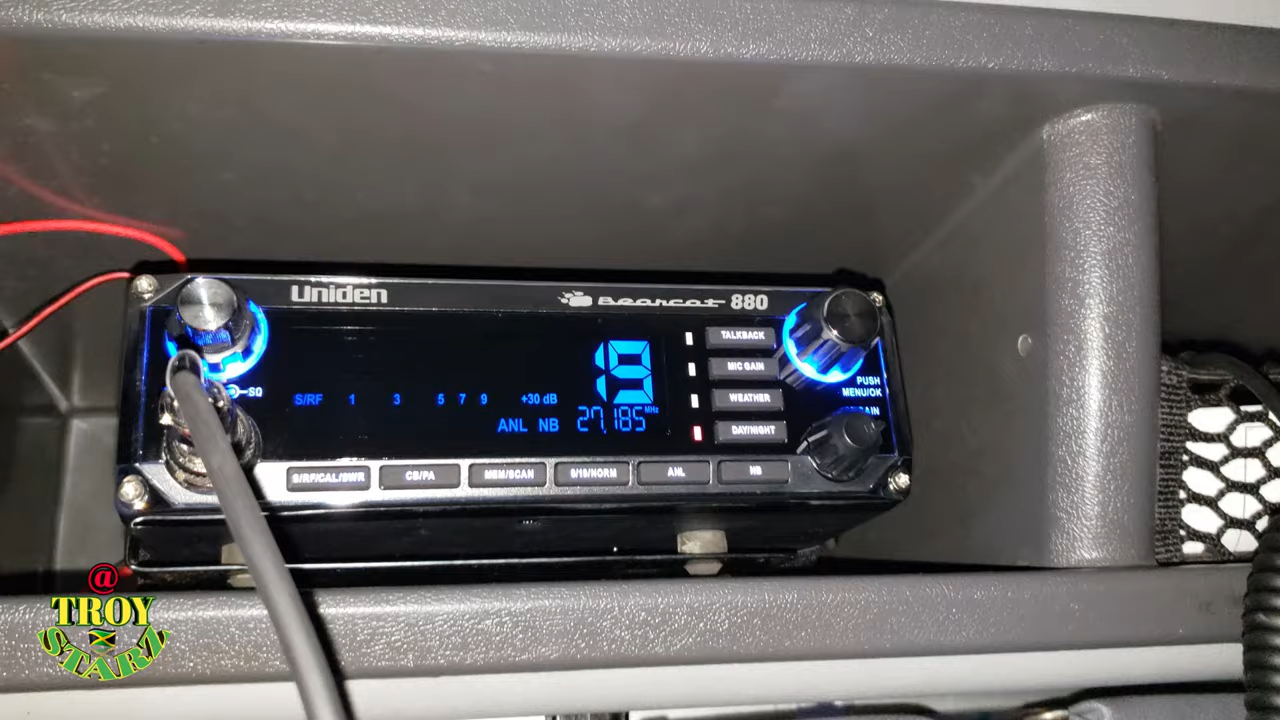 Uniden
Bearcat 880
TALKBACK
MIC GAIN
WEATHER
DAY/NIGHT
19
SQ
S/RF 1 3 5 7 9 +30 dB
ANL NB 27.185 MHz
PUSH
MENU/OK
GAIN
S/RF/CAL/SWR
CB/PA
MEM/SCAN
9/19/NORM
ANL
NB
@
TROY
STARZ